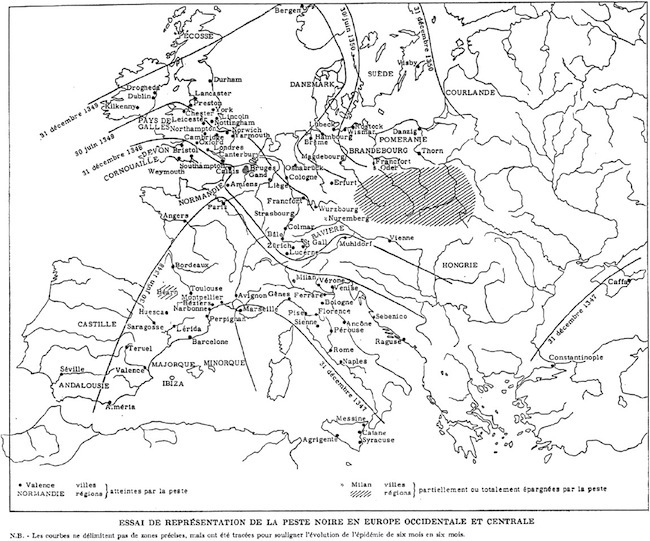 Bergen
30 juin 1350
31 décembre 1350
ÉCOSSE
SUÈDE
Visby
COURLANDE
DANEMARK
Durham
Drogheda
Dublin
Kilkenny
Lancaster
Preston
York
Chester
Lincoln
PAYS DE
GALLES
Leicester
Nottingham
Northampton
Norwich
Yarmouth
Cambridge
Oxford
31 décembre 1349
30 juin 1349
31 décembre 1348
DEVON
Bristol
Londres
Canterbury
CORNOUAILLE
Southampton
Weymouth
Calais
Bruges
Gand
Lübeck
Rostock
Wismar
Hambourg
Brême
Danzig
POMERANIE
BRANDEBOURG
Thorn
Magdebourg
Francfort
Oder
Osnabrück
Cologne
Erfurt
Liège
Amiens
NORMANDIE
Paris
Francfort
Wurzbourg
Nuremberg
Strasbourg
Angers
Colmar
Bâle
BAVIÈRE
Zürich
St Gall
Muhldorf
Vienne
Lucerne
HONGRIE
30 juin 1348
Bordeaux
Milan
Vérone
Venise
Caffa
Béarn
Toulouse
Montpellier
Avignon
Gênes
Ferrare
Béziers
Bologne
31 décembre 1347
Huesca
Narbonne
Marseille
Pise
Florence
Sebenico
Perpignan
Sienne
Ancône
CASTILLE
Saragosse
Lérida
Pérouse
Raguse
Barcelone
Teruel
Rome
Constantinople
Séville
Valence
MAJORQUE
MINORQUE
Naples
ANDALOUSIE
IBIZA
31 décembre 1347
Alméria
Messine
Catane
Agrigente
Syracuse
Valence villes
NORMANDIE régions
atteintes par la peste
Milan villes
régions
partiellement ou totalement épargnées par la peste
ESSAI DE REPRÉSENTATION DE LA PESTE NOIRE EN EUROPE OCCIDENTALE ET CENTRALE
N.B. - Les courbes ne délimitent pas de zones précises, mais ont été tracées pour souligner l'évolution de l'épidémie de six mois en six mois.